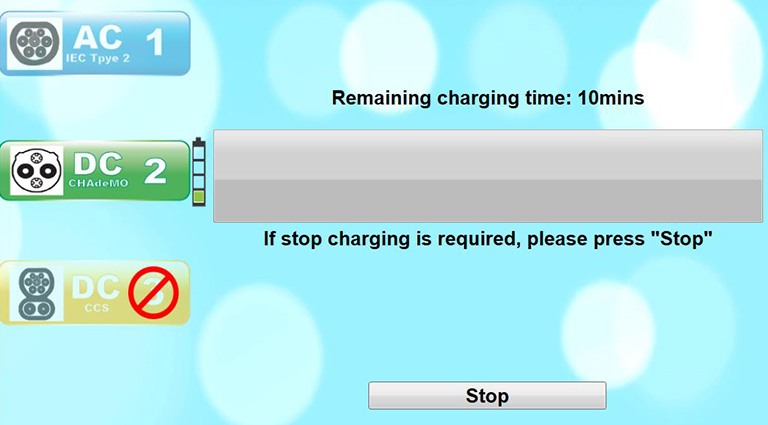 AC 1
IEC Tpye 2
Remaining charging time: 10mins
DC 2
CHAdeMO
If stop charging is required, please press "Stop"
DC 3
CCS
Stop